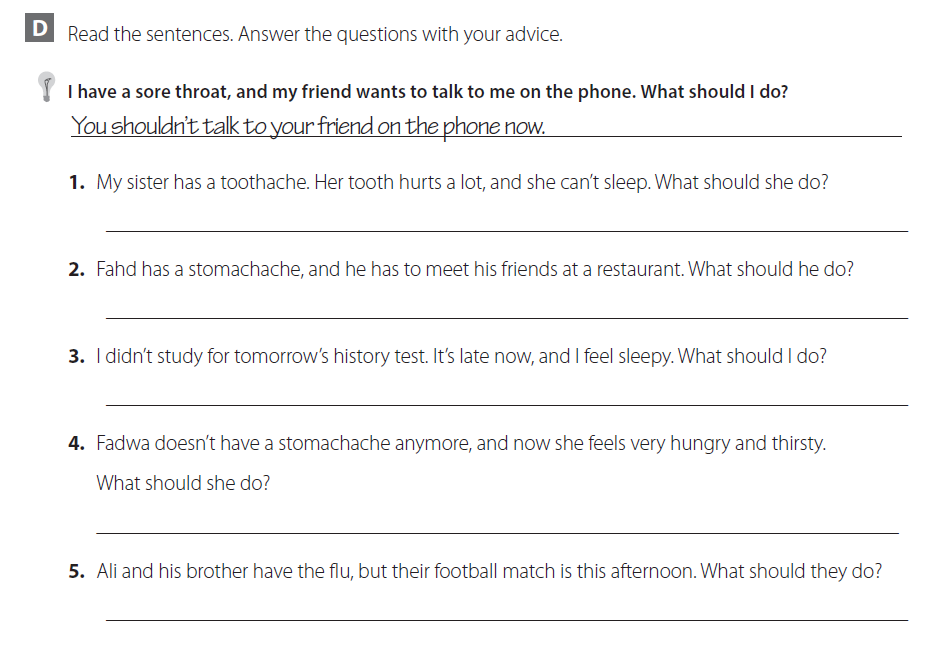 D Read the sentences. Answer the questions with your advice.
I have a sore throat, and my friend wants to talk to me on the phone. What should I do?
You shouldn’t talk to your friend on the phone now.
1. My sister has a toothache. Her tooth hurts a lot, and she can’t sleep. What should she do?
2. Fahd has a stomachache, and he has to meet his friends at a restaurant. What should he do?
3. I didn’t study for tomorrow’s history test. It’s late now, and I feel sleepy. What should I do?
4. Fadwa doesn’t have a stomachache anymore, and now she feels very hungry and thirsty.
What should she do?
5. Ali and his brother have the flu, but their football match is this afternoon. What should they do?